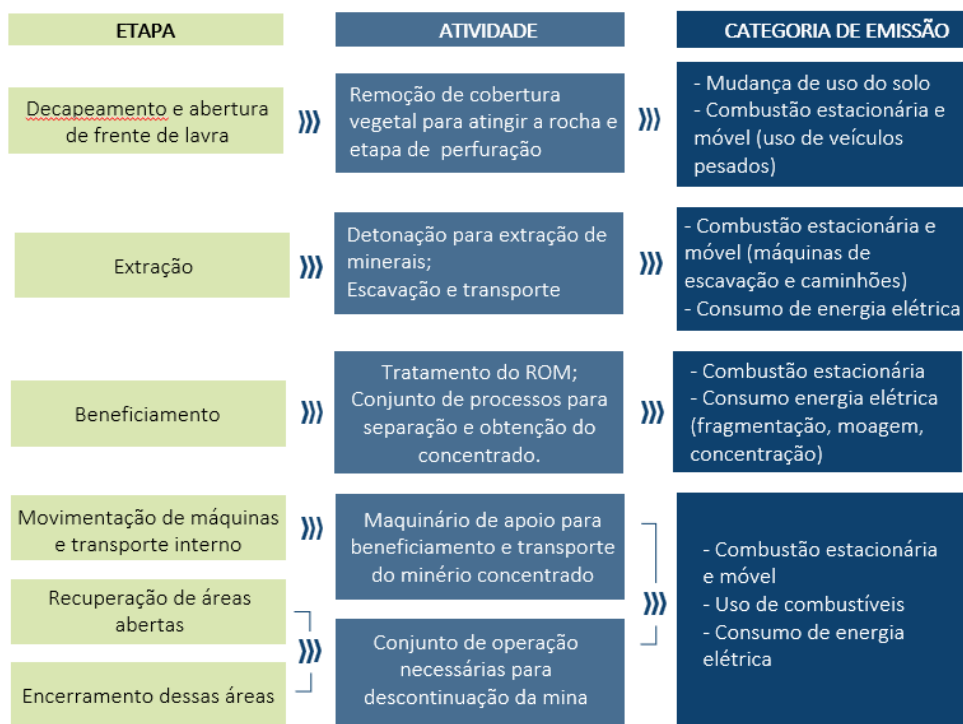 ETAPA
ATIVIDADE
CATEGORIA DE EMISSÃO
Decapeamento e abertura
de frente de lavra
Remoção de cobertura
vegetal para atingir a rocha e
etapa de perfuração
- Mudança de uso do solo
- Combustão estacionária e
móvel (uso de veículos
pesados)
Extração
Detonação para extração de
minerais;
Escavação e transporte
- Combustão estacionária e
móvel (máquinas de
escavação e caminhões)
- Consumo de energia elétrica
Beneficiamento
Tratamento do ROM;
Conjunto de processos para
separação e obtenção do
concentrado.
- Combustão estacionária
- Consumo energia elétrica
(fragmentação, moagem,
concentração)
Movimentação de máquinas
e transporte interno
Maquinário de apoio para
beneficiamento e transporte
do minério concentrado
Recuperação de áreas
abertas
Encerramento dessas áreas
Conjunto de operação
necessárias para
descontinuação da mina
- Combustão estacionária
e móvel
- Uso de combustíveis
- Consumo de energia
elétrica